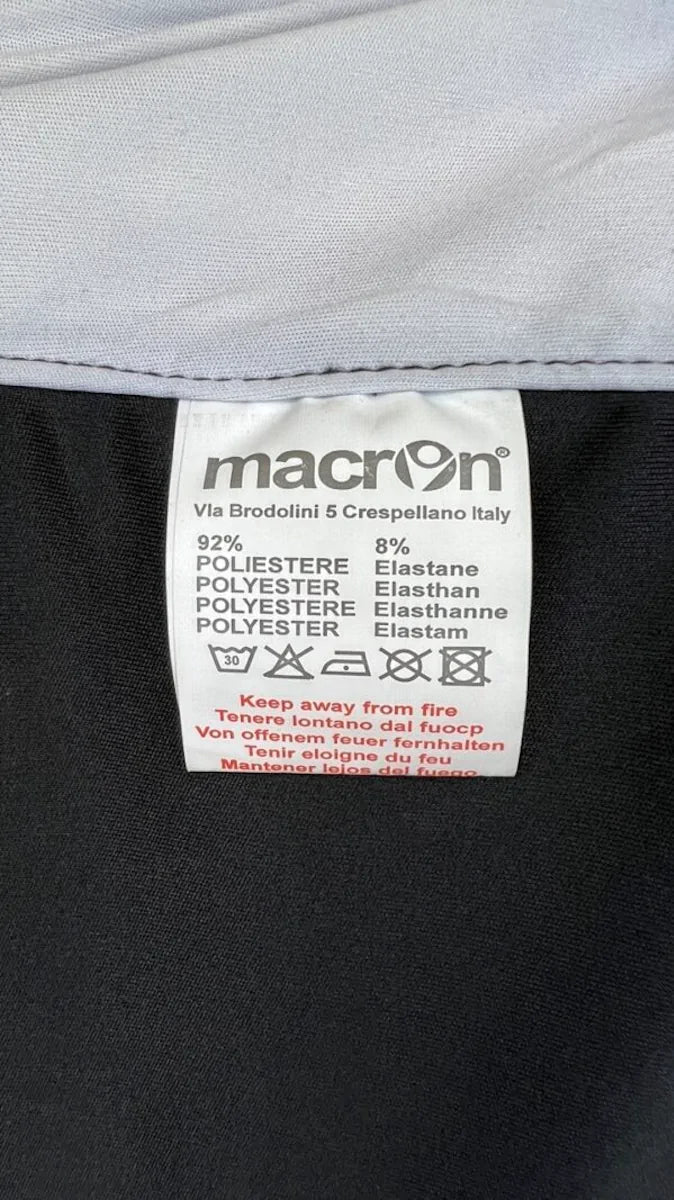 macron®
VIa Brodolini 5 Crespellano Italy
92% 8%
POLIESTERE Elastane
POLYESTER Elasthan
POLYESTERE Elasthanne
POLYESTER Elastam
30
Keep away from fire
Tenere lontano dal fuocp
Von offenem feuer fernhalten
Tenir eloigne du feu
Mantener lejos del fuego